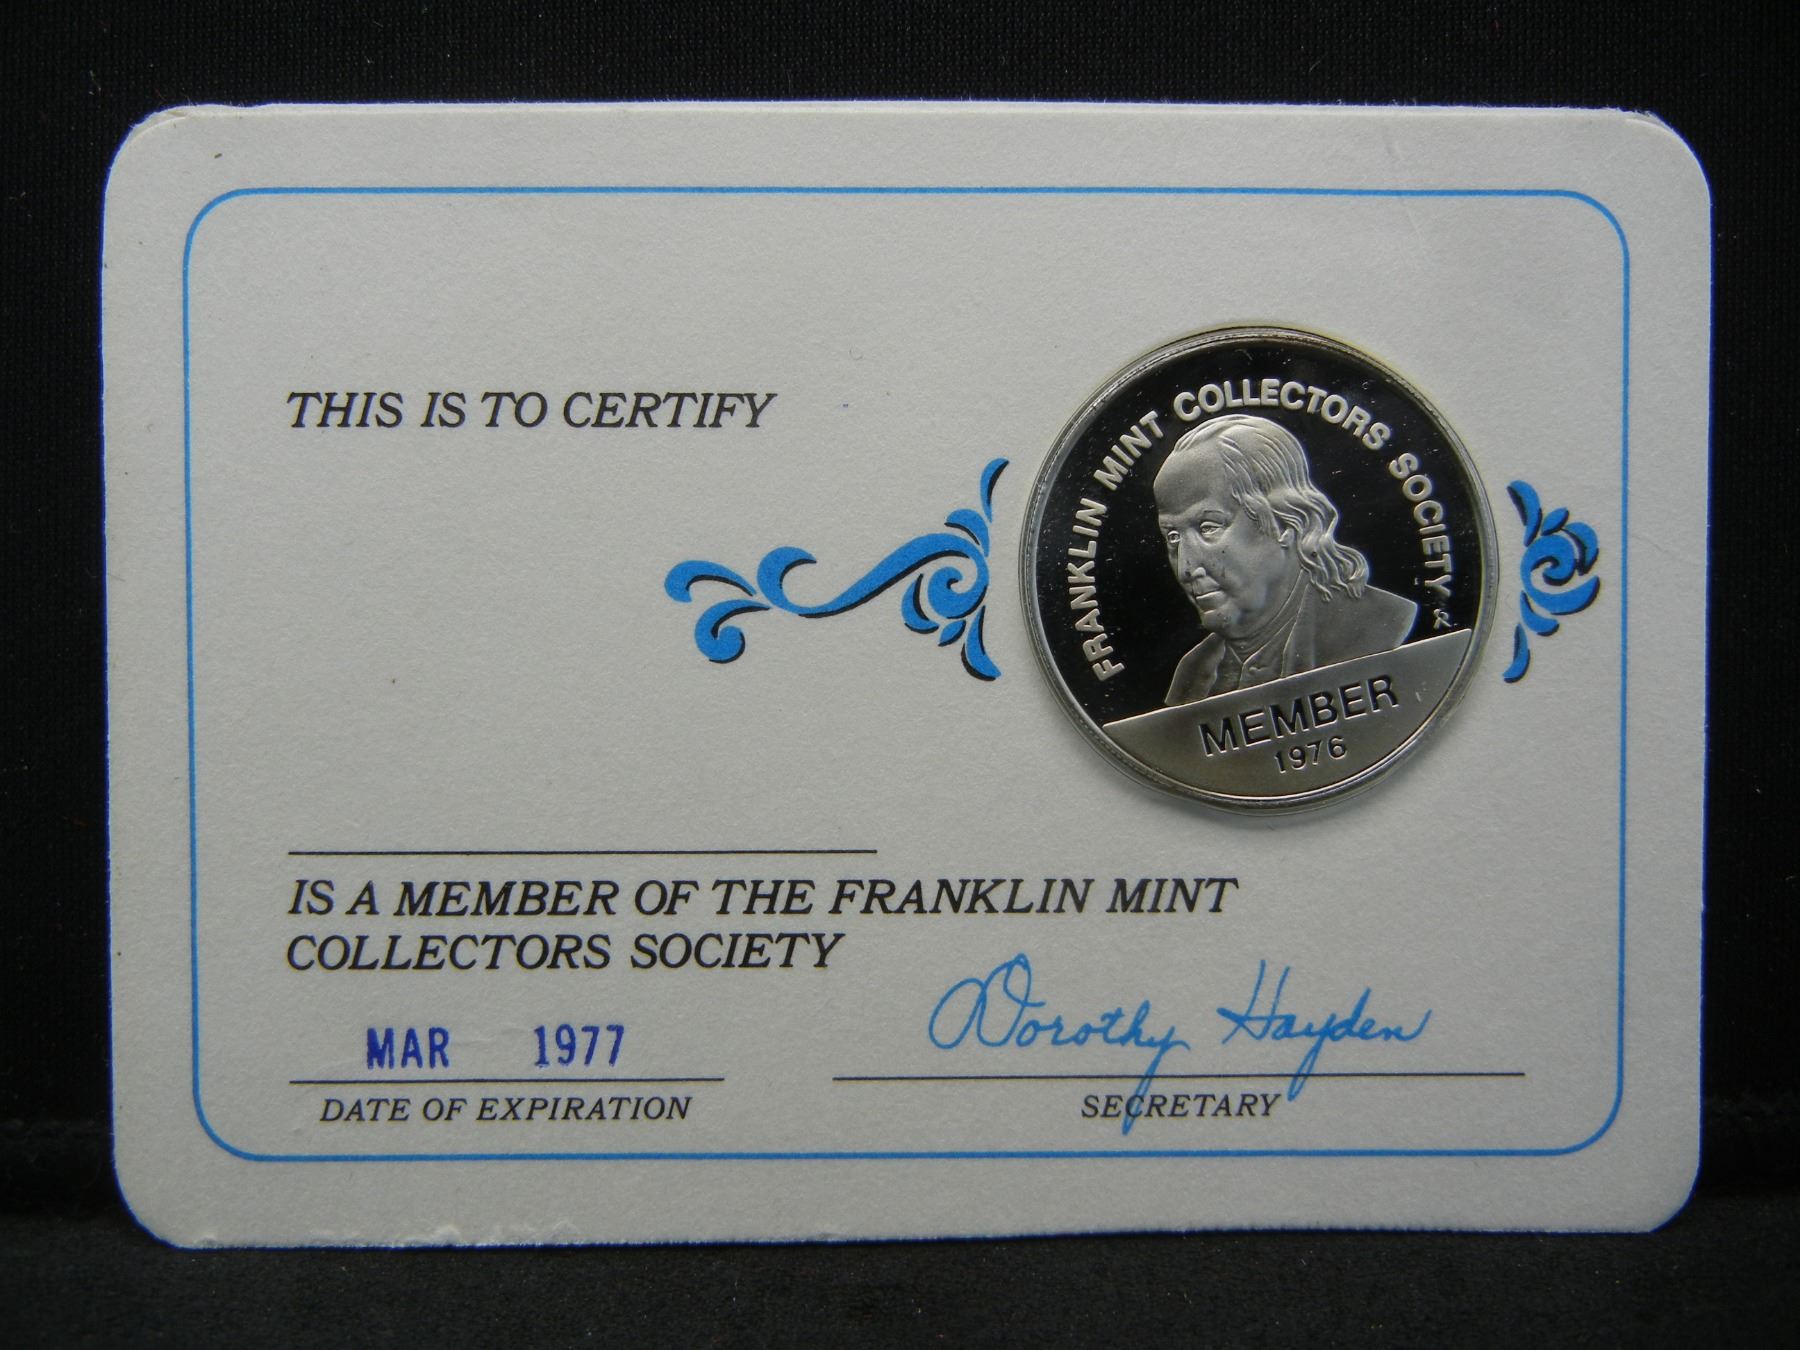 THIS IS TO CERTIFY
FRANKLIN MINT COLLECTORS SOCIETY
MEMBER
1976
IS A MEMBER OF THE FRANKLIN MINT
COLLECTORS SOCIETY
MAR 1977
Dorothy Hayden
DATE OF EXPIRATION
SECRETARY